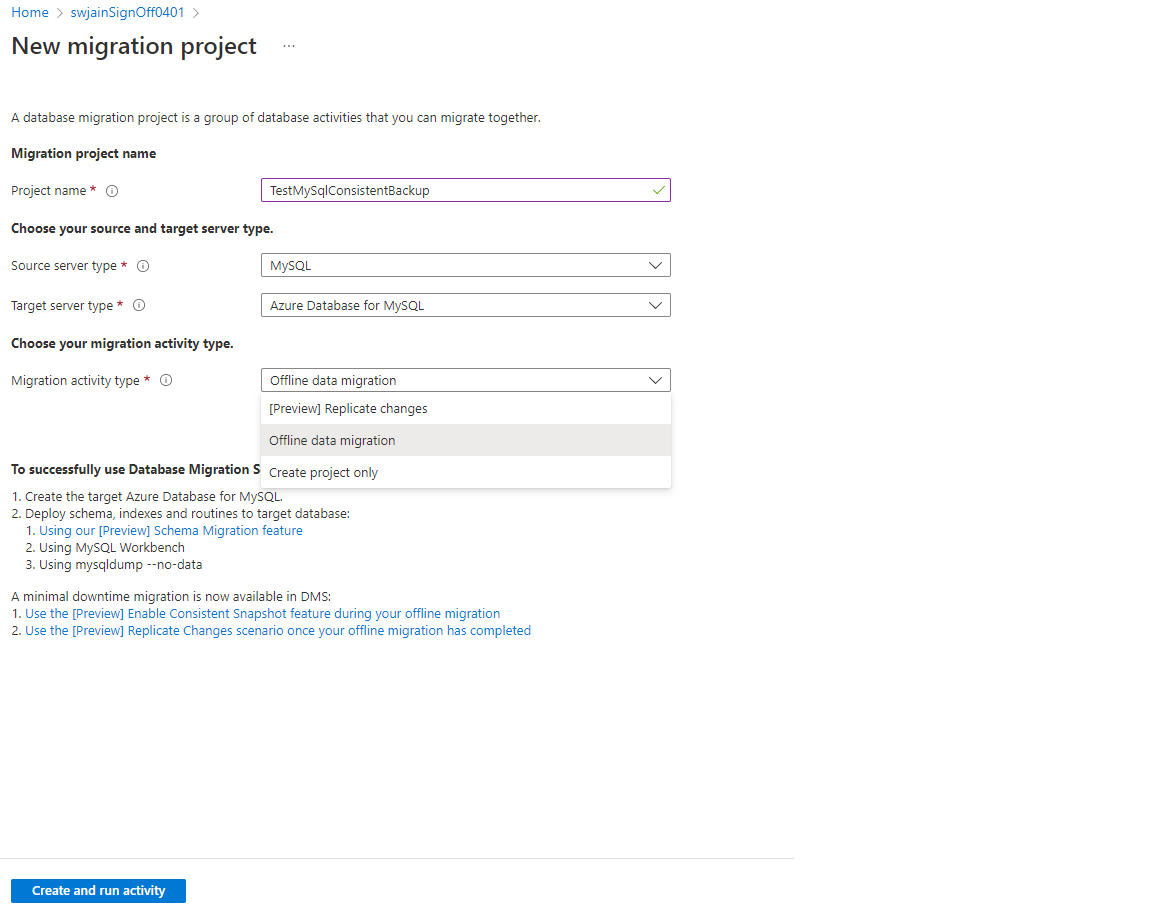 Home > swjainSignOff0401 >
New migration project ...
A database migration project is a group of database activities that you can migrate together.
Migration project name
Project name *
TestMySqlConsistentBackup
Choose your source and target server type.
Source server type *
MySQL
Target server type *
Azure Database for MySQL
Choose your migration activity type.
Migration activity type *
Offline data migration
[Preview] Replicate changes
Offline data migration
Create project only
To successfully use Database Migration S
1. Create the target Azure Database for MySQL.
2. Deploy schema, indexes and routines to target database:
1. Using our [Preview] Schema Migration feature
2. Using MySQL Workbench
3. Using mysqldump --no-data
A minimal downtime migration is now available in DMS:
1. Use the [Preview] Enable Consistent Snapshot feature during your offline migration
2. Use the [Preview] Replicate Changes scenario once your offline migration has completed
Create and run activity